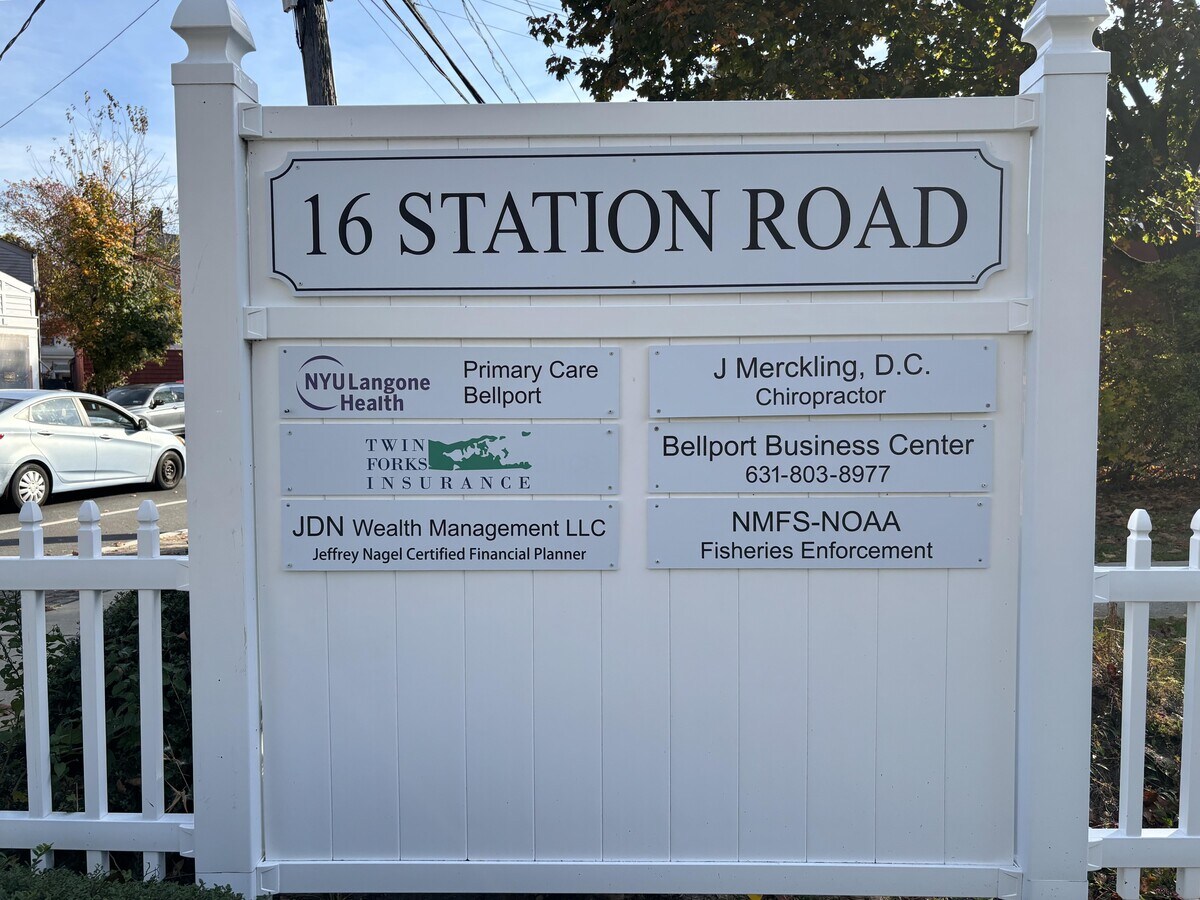 16 STATION ROAD
NYU Langone
Health
Primary Care
Bellport
TWIN
FORKS
INSURANCE
JDN Wealth Management LLC
Jeffrey Nagel Certified Financial Planner
J Merckling, D.C.
Chiropractor
Bellport Business Center
631-803-8977
NMFS-NOAA
Fisheries Enforcement